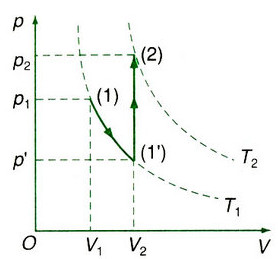 p
p₂
(2)
p₁
(1)
p'
(1')
T₂
T₁
O
V₁
V₂
V